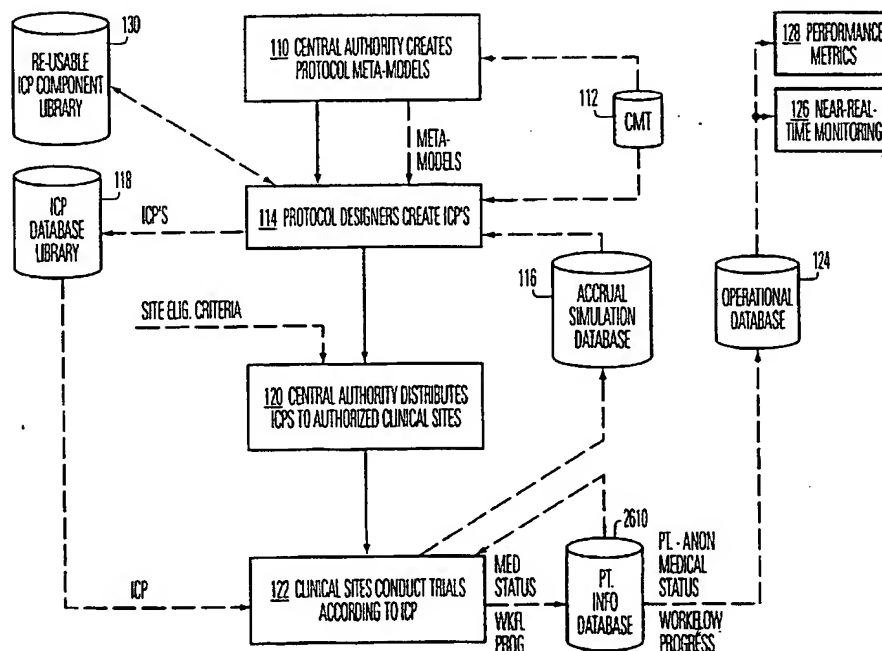 130
RE-USABLE
ICP COMPONENT
LIBRARY
110 CENTRAL AUTHORITY CREATES
PROTOCOL META-MODELS
128 PERFORMANCE
METRICS
112
CMT
126 NEAR-REAL-
TIME MONITORING
META-
MODELS
118
ICP
DATABASE
LIBRARY
ICP'S
114 PROTOCOL DESIGNERS CREATE ICP'S
116
ACCRUAL
SIMULATION
DATABASE
124
OPERATIONAL
DATABASE
SITE ELIG. CRITERIA
120 CENTRAL AUTHORITY DISTRIBUTES
ICPS TO AUTHORIZED CLINICAL SITES
2610
ICP
122 CLINICAL SITES CONDUCT TRIALS
ACCORDING TO ICP
MED
STATUS
WKFL
PROG
PT.
INFO
DATABASE
PT. - ANON
MEDICAL
STATUS
WORKFLOW
PROGRESS